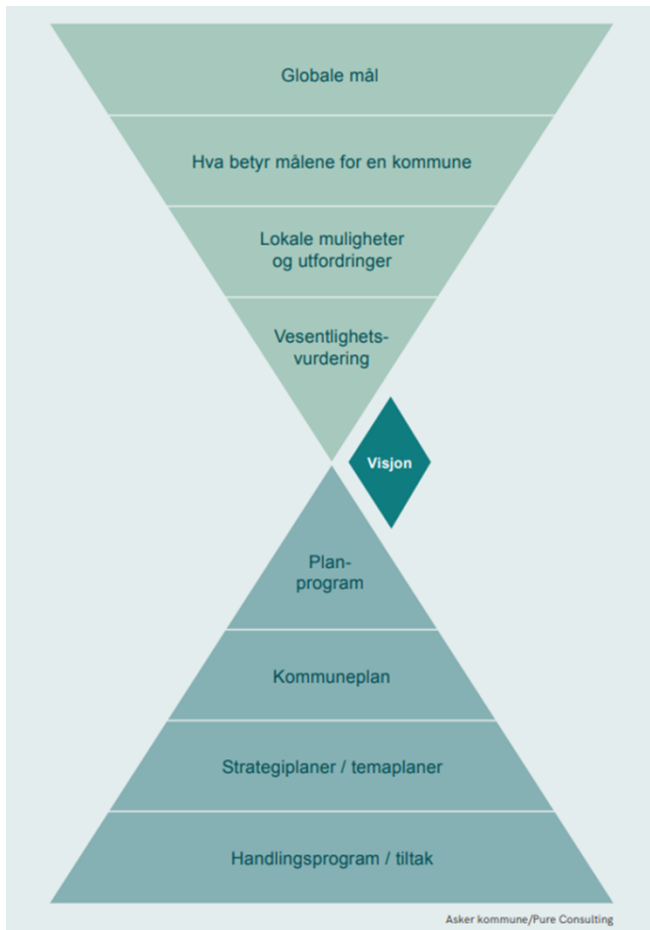 Globale mål
Hva betyr målene for en kommune
Lokale muligheter
og utfordringer
Vesentlighets-
vurdering
Visjon
Plan-
program
Kommuneplan
Strategiplaner / temaplaner
Handlingsprogram / tiltak
Asker kommune/Pure Consulting